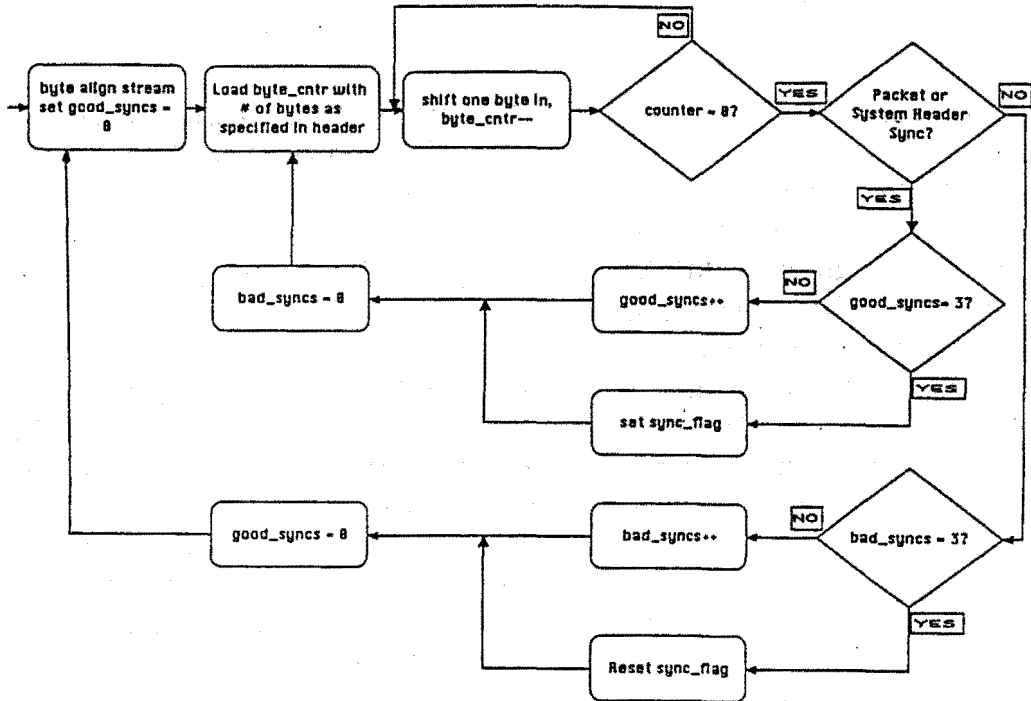 NO
byte align stream
set good_syncs =
0
Load byte_cntr with
# of bytes as
specified in header
shift one byte in,
byte_cntr--
counter = 0?
YES
Packet or
System Header
Sync?
NO
YES
bad_syncs = 0
good_syncs++
NO
good_syncs= 3?
YES
set sync_flag
good_syncs = 0
bad_syncs++
NO
bad_syncs = 3?
YES
Reset sync_flag